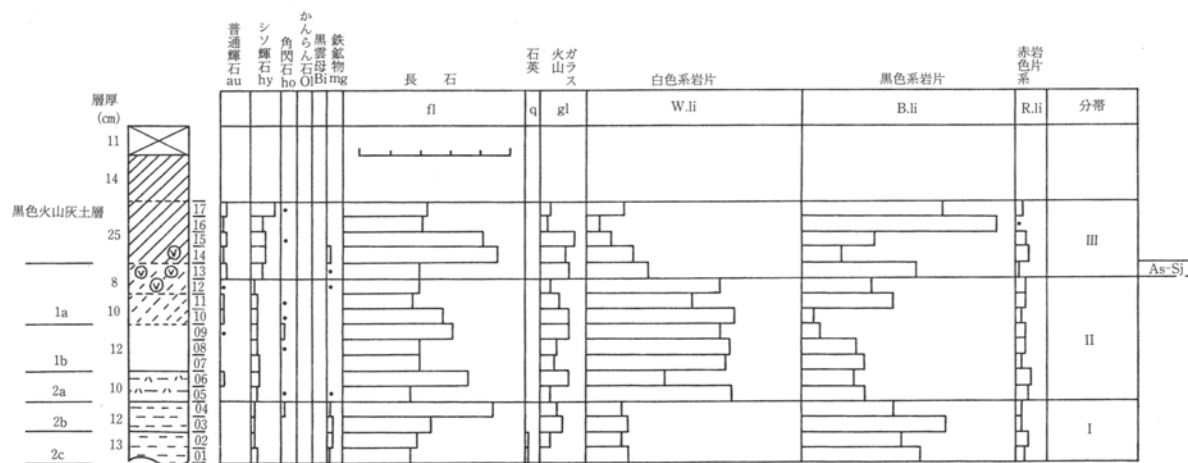 普通輝石 au
シソ輝石 hy
角閃石 ho
かんらん石 Ol
黒雲母 Bi
鉄鉱物 mg
長石
石英
火山ガラス
白色系岩片
黒色系岩片
赤色系岩片
層厚
(cm)
fl
q
gl
W.li
B.li
R.li
分帯
11
14
黒色火山灰土層
25
8
1a
10
1b
12
2a
10
2b
12
2c
13
17
16
15
14
13
12
11
10
09
08
07
06
05
04
03
02
01
III
II
I
As-Sj